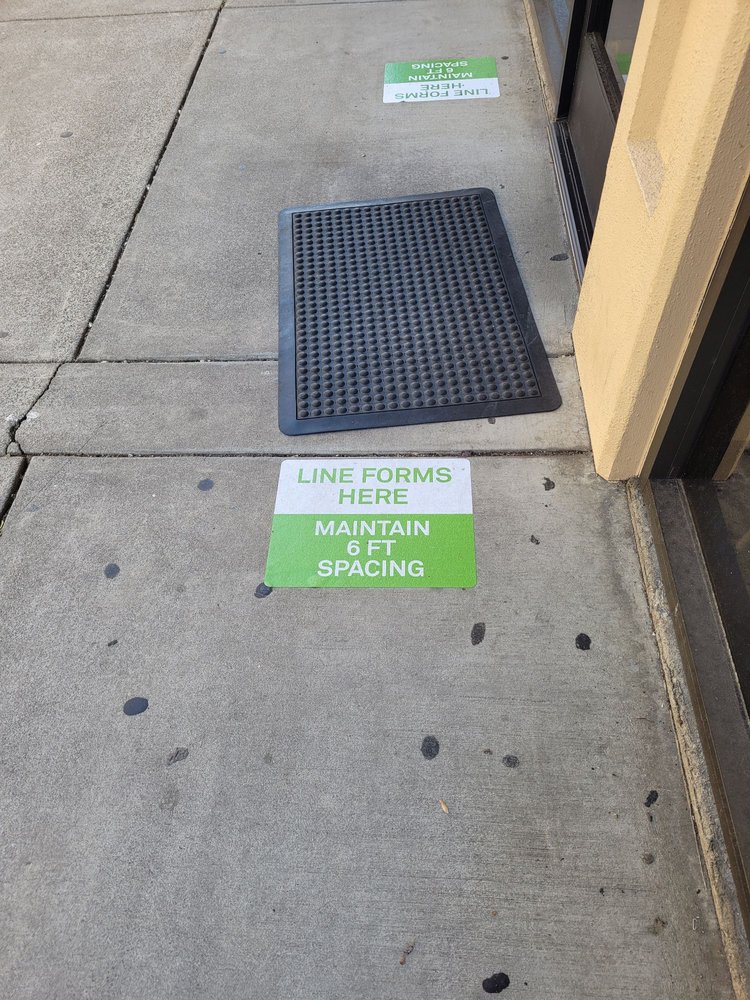 LINE FORMS
HERE
MAINTAIN
6 FT
SPACING
LINE FORMS
HERE
MAINTAIN
6 FT
SPACING